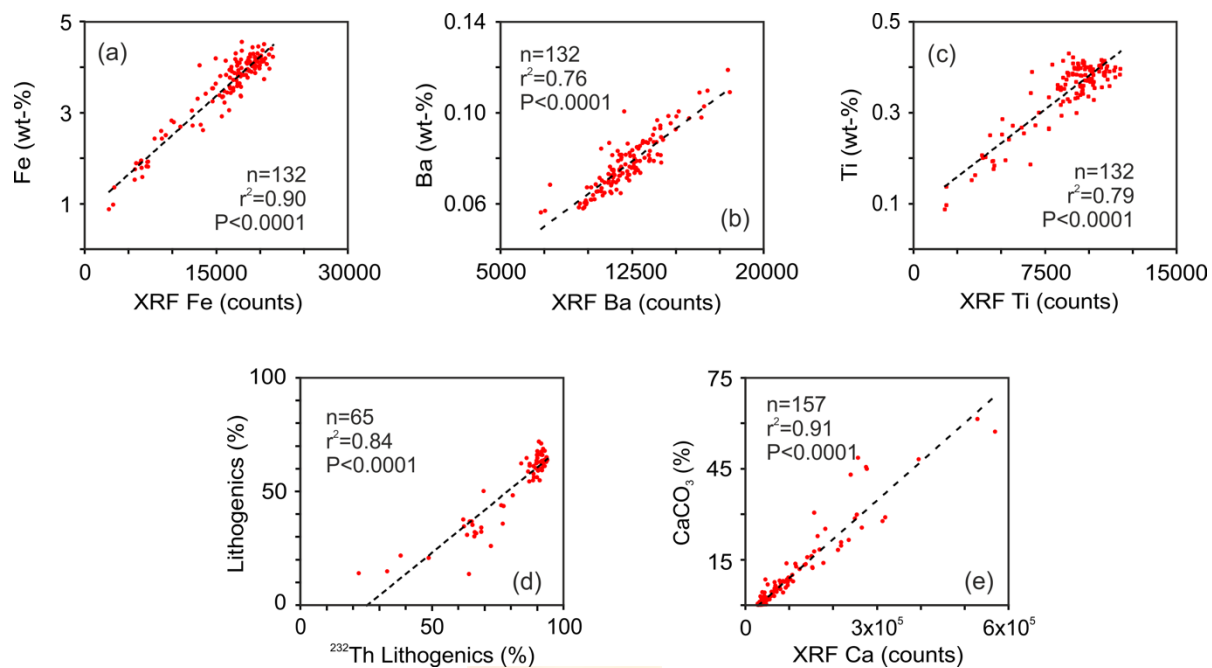 (a)
Fe (wt-%)
5
3
1
n=132
r²=0.90
P<0.0001
0 15000 30000
XRF Fe (counts)
Ba (wt-%)
0.14
0.10
0.06
n=132
r²=0.76
P<0.0001
(b)
5000 12500 20000
XRF Ba (counts)
Ti (wt-%)
0.5
0.3
0.1
(c)
n=132
r²=0.79
P<0.0001
0 7500 15000
XRF Ti (counts)
Lithogenics (%)
100
50
0
n=65
r²=0.84
P<0.0001
(d)
0 50 100
²³²Th Lithogenics (%)
CaCO₃ (%)
75
45
15
n=157
r²=0.91
P<0.0001
(e)
0 3x10⁵ 6x10⁵
XRF Ca (counts)